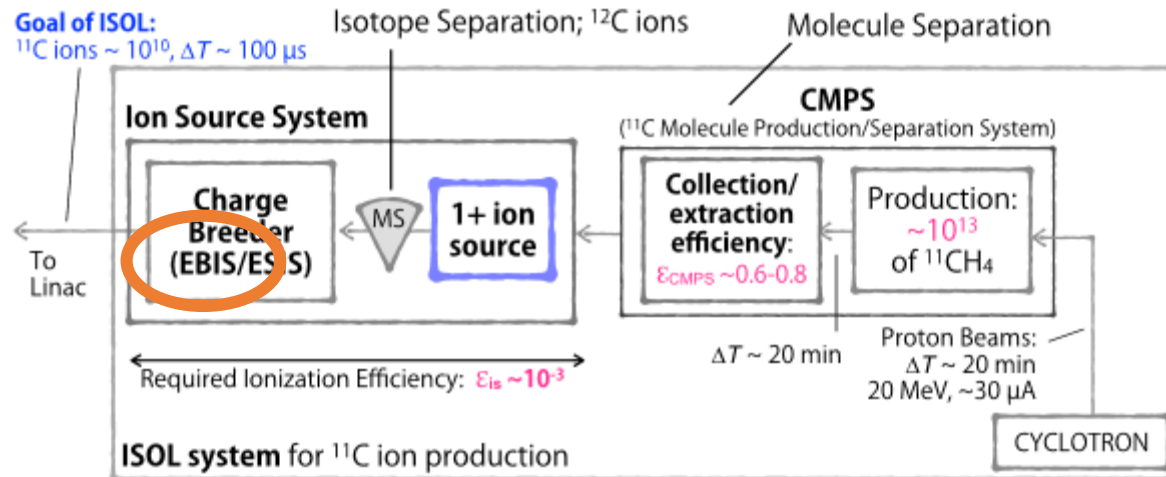 Goal of ISOL:
¹¹C ions ~ 10¹⁰, ΔT ~ 100 µs
Isotope Separation; ¹²C ions
Molecule Separation
Ion Source System
CMPS
(¹¹C Molecule Production/Separation System)
Charge
Breeder
(EBIS/ESIS)
MS
1+ ion
source
Collection/
extraction
efficiency:
εCMPS ~0.6-0.8
Production:
~10¹³
of ¹¹CH₄
To
Linac
ΔT ~ 20 min
Proton Beams:
ΔT ~ 20 min
20 MeV, ~30 µA
Required Ionization Efficiency: εis ~10⁻³
CYCLOTRON
ISOL system for ¹¹C ion production